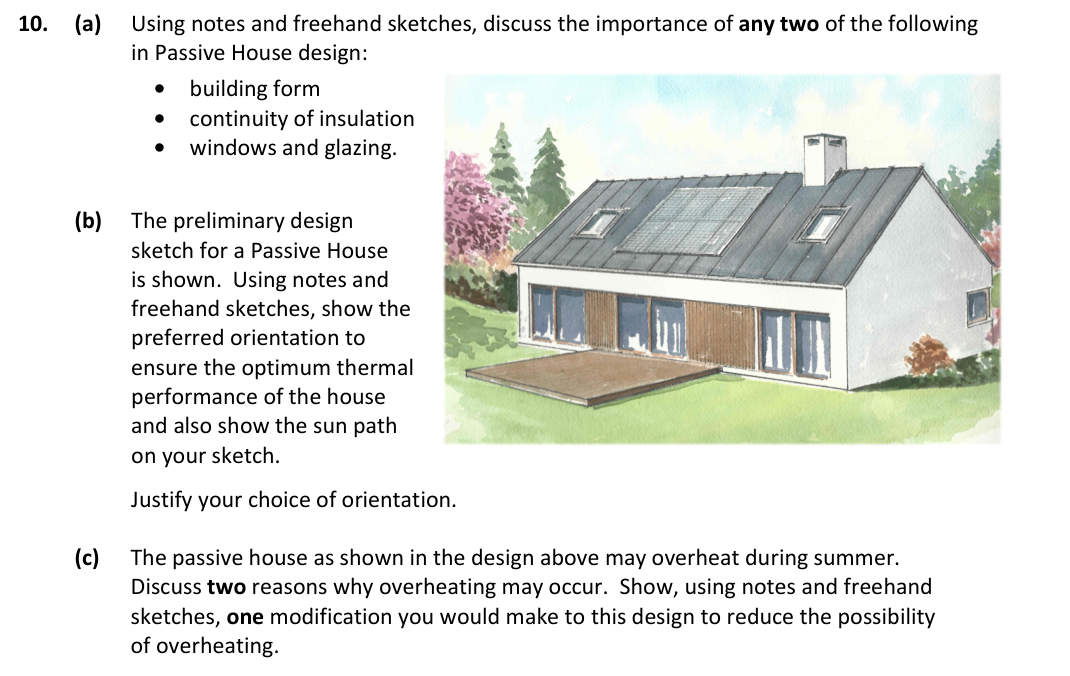 10. (a) Using notes and freehand sketches, discuss the importance of any two of the following
in Passive House design:
• building form
• continuity of insulation
• windows and glazing.
(b) The preliminary design
sketch for a Passive House
is shown. Using notes and
freehand sketches, show the
preferred orientation to
ensure the optimum thermal
performance of the house
and also show the sun path
on your sketch.
Justify your choice of orientation.
(c) The passive house as shown in the design above may overheat during summer.
Discuss two reasons why overheating may occur. Show, using notes and freehand
sketches, one modification you would make to this design to reduce the possibility
of overheating.